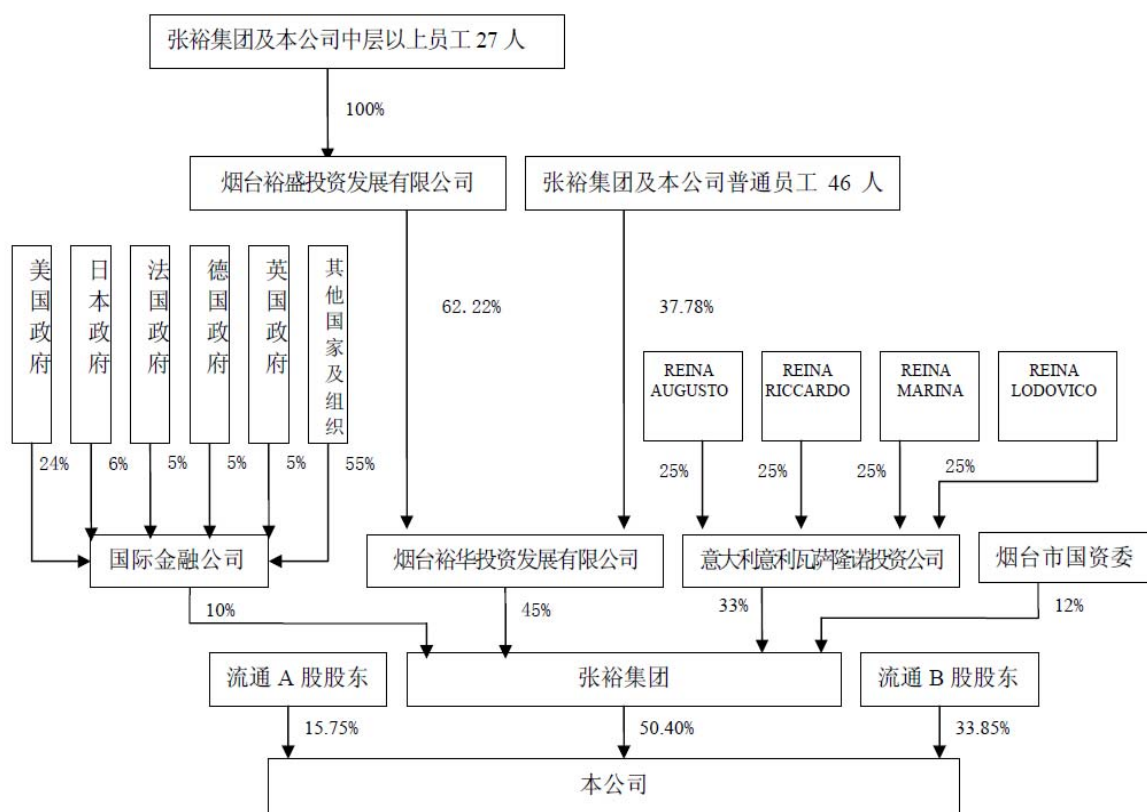 张裕集团及本公司中层以上员工 27 人
100%
烟台裕盛投资发展有限公司
张裕集团及本公司普通员工 46 人
美国政府
日本政府
法国政府
德国政府
英国政府
其他国家及组织
62.22%
37.78%
REINA
AUGUSTO
REINA
RICCARDO
REINA
MARINA
REINA
LODOVICO
24%
6%
5%
5%
5%
55%
25%
25%
25%
25%
国际金融公司
烟台裕华投资发展有限公司
意大利意利瓦萨隆诺投资公司
烟台市国资委
10%
45%
33%
12%
流通 A 股股东
张裕集团
流通 B 股股东
15.75%
50.40%
33.85%
本公司